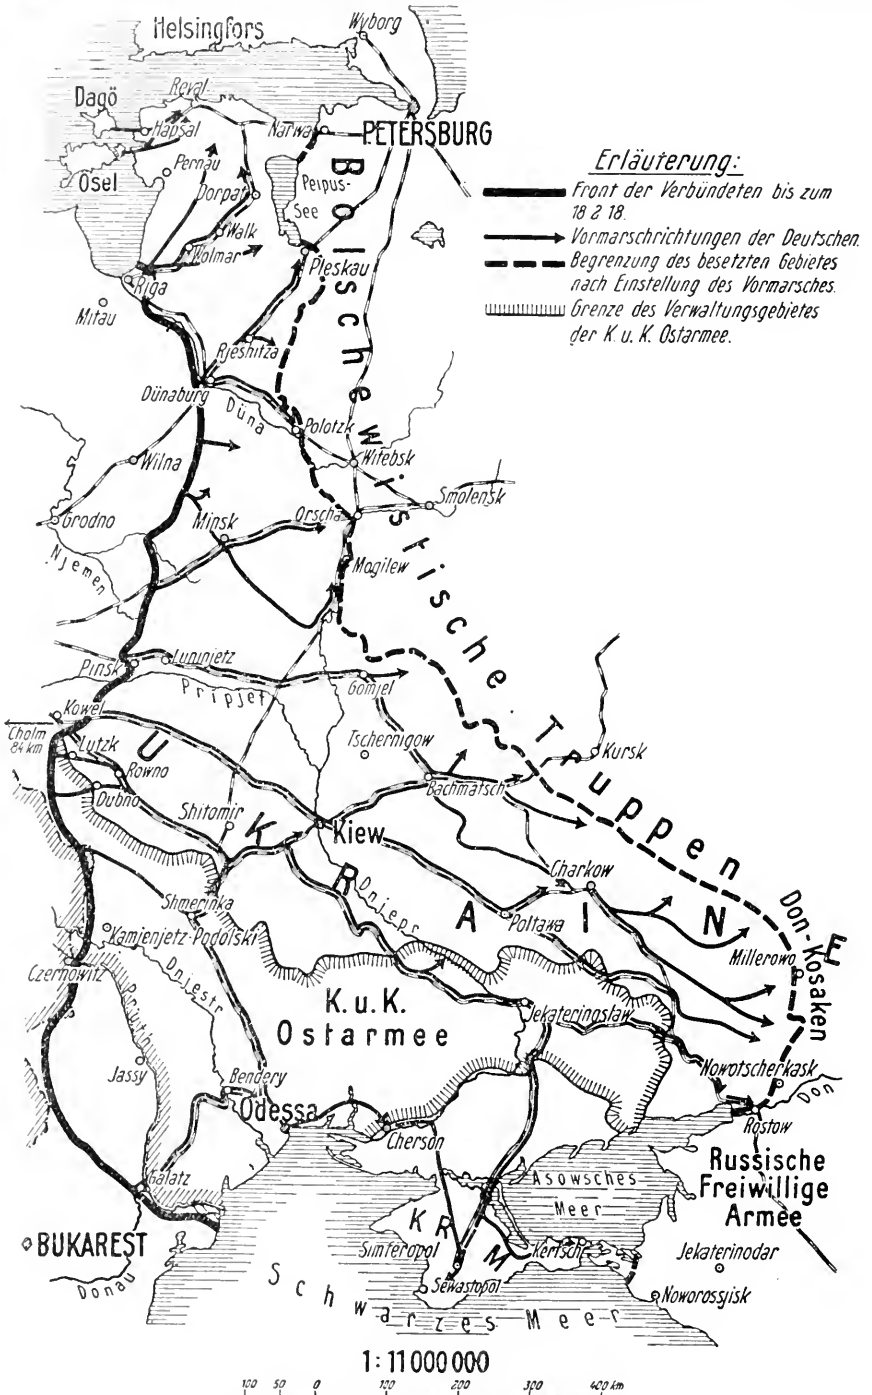 Helsingfors
Wyborg
Dagö
Reval
Hapsal
Narwa
PETERSBURG
Ösel
Pernau
Dorpat
Peipus-
See
Walk
Wolmar
Pleskau
Riga
Mitau
Rjeshitza
Erläuterung:
Front der Verbündeten bis zum
18 2 18.
Vormarschrichtungen der Deutschen.
Begrenzung des besetzten Gebietes
nach Einstellung des Vormarsches.
Grenze des Verwaltungsgebietes
der K. u. K. Ostarmee.
Bolschewistische Truppen
Dünaburg
Düna
Polotzk
Wilna
Witebsk
Smolensk
Grodno
Minsk
Orscha
Njemen
Mogilew
Pinsk
Luninjetz
Pripjet
Gomel
Kowel
Cholm
84 km
Lutzk
Rowno
Dubno
Tschernigow
Kursk
Bachmatsch
Shitomir
Kiew
UKRAINE
Charkow
Shmerinka
Dnjepr
Poltawa
Kamjenjetz-Podolski
Don-Kosaken
Millerowo
Czernowitz
Pruth
Dnjestr
K. u. K.
Ostarmee
Jekaterinoslaw
Jassy
Bendery
Nowotscherkask
Don
Odessa
Cherson
Rostow
Galatz
Asowsches
Meer
Russische
Freiwillige
Armee
BUKAREST
KRIM
Simferopol
Kertsch
Jekaterinodar
Donau
Sewastopol
Noworossjisk
Schwarzes Meer
1:11000000
100 50 0 100 200 300 400 km